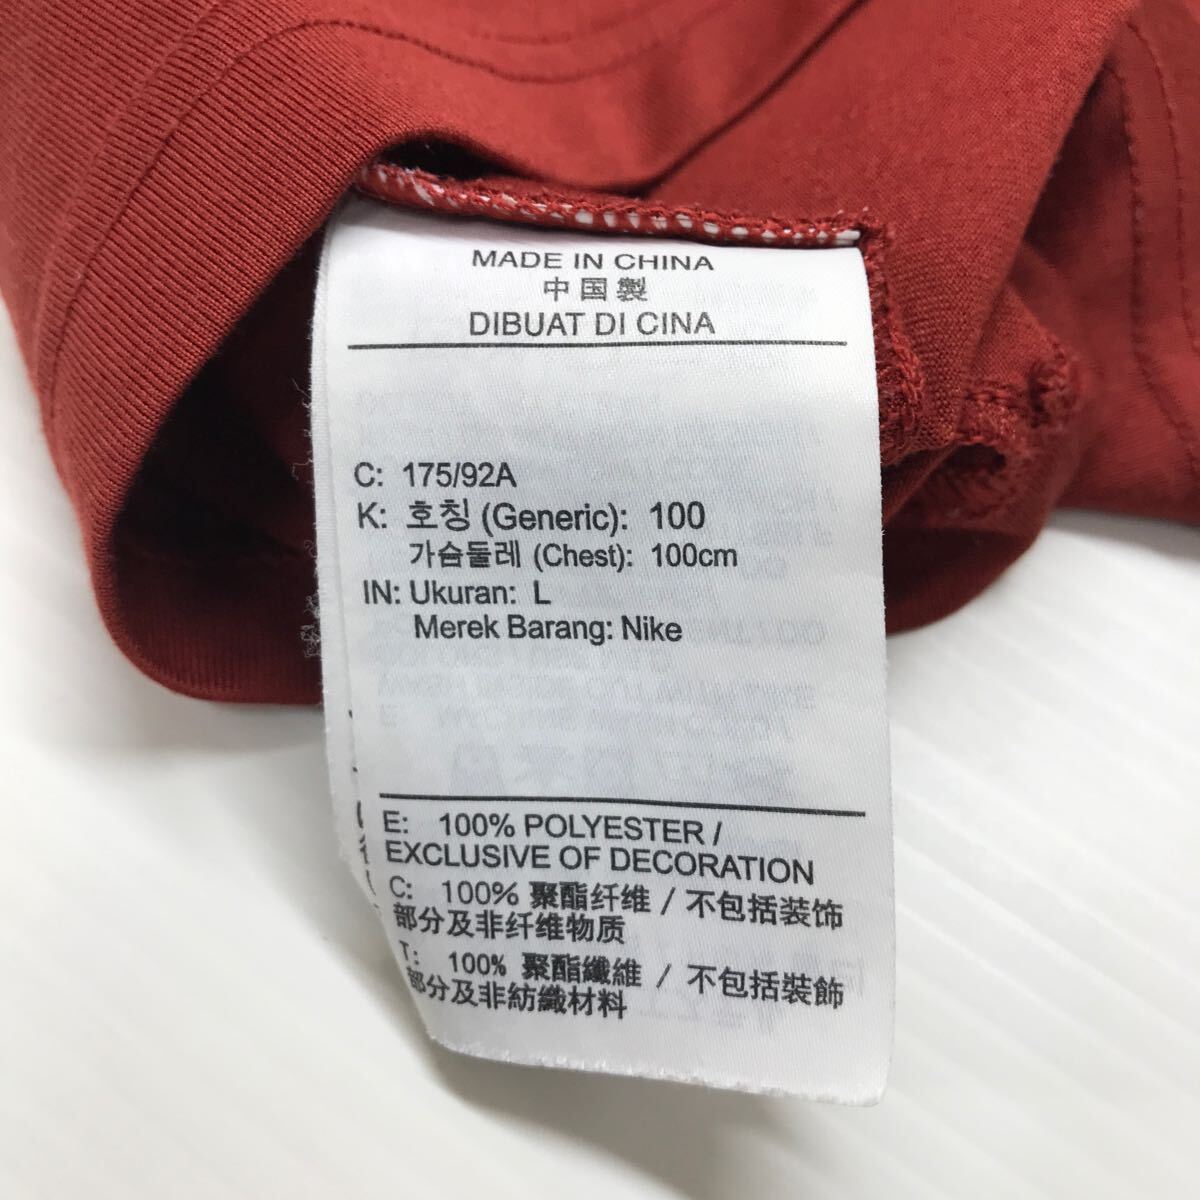 MADE IN CHINA
中国製
DIBUAT DI CINA
C: 175/92A
K: 호칭 (Generic): 100
가슴둘레 (Chest): 100cm
IN: Ukuran: L
Merek Barang: Nike
E: 100% POLYESTER /
EXCLUSIVE OF DECORATION
C: 100% 聚酯纤维 / 不包括装饰
部分及非纤维物质
T: 100% 聚酯纖維 / 不包括裝飾
部分及非紡織材料